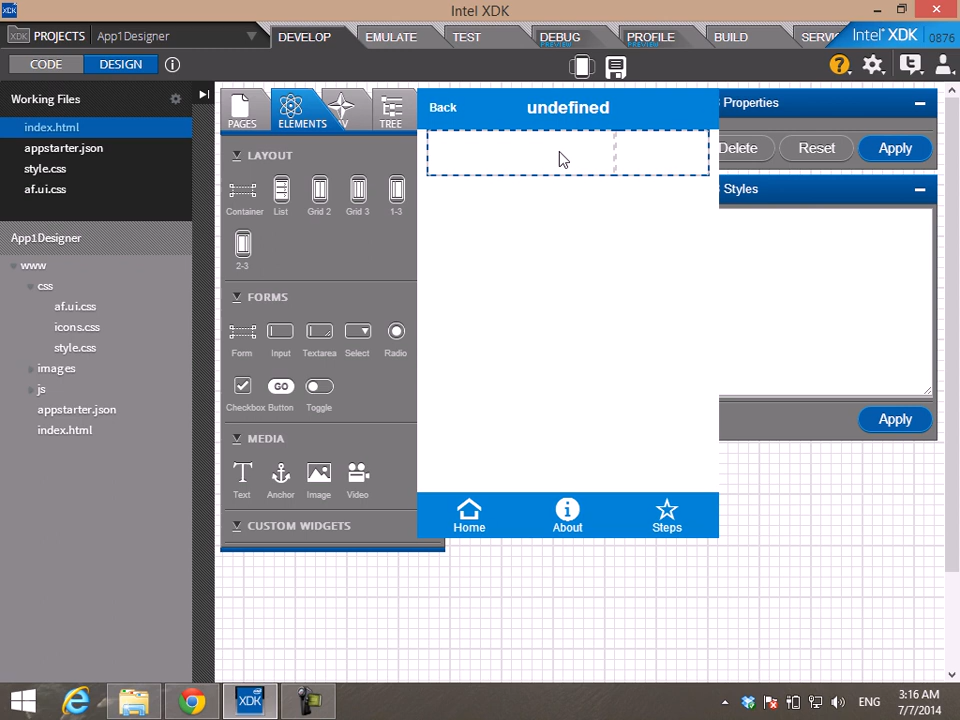 XDK
Intel XDK
PROJECTS
App1Designer
DEVELOP
EMULATE
TEST
DEBUG
PREVIEW
PROFILE
PREVIEW
BUILD
Intel XDK
0876
CODE
DESIGN
Working Files
index.html
appstarter.json
style.css
af.ui.css
App1Designer
www
css
af.ui.css
icons.css
style.css
images
js
appstarter.json
index.html
PAGES
ELEMENTS
TREE
LAYOUT
Container
List
Grid 2
Grid 3
1-3
2-3
FORMS
Form
Input
Textarea
Select
Radio
GO
Checkbox
Button
Toggle
MEDIA
T
Text
Anchor
Image
Video
CUSTOM WIDGETS
Back
undefined
Home
About
Steps
Properties
Delete
Reset
Apply
Styles
Apply
XDK
ENG
3:16 AM
7/7/2014